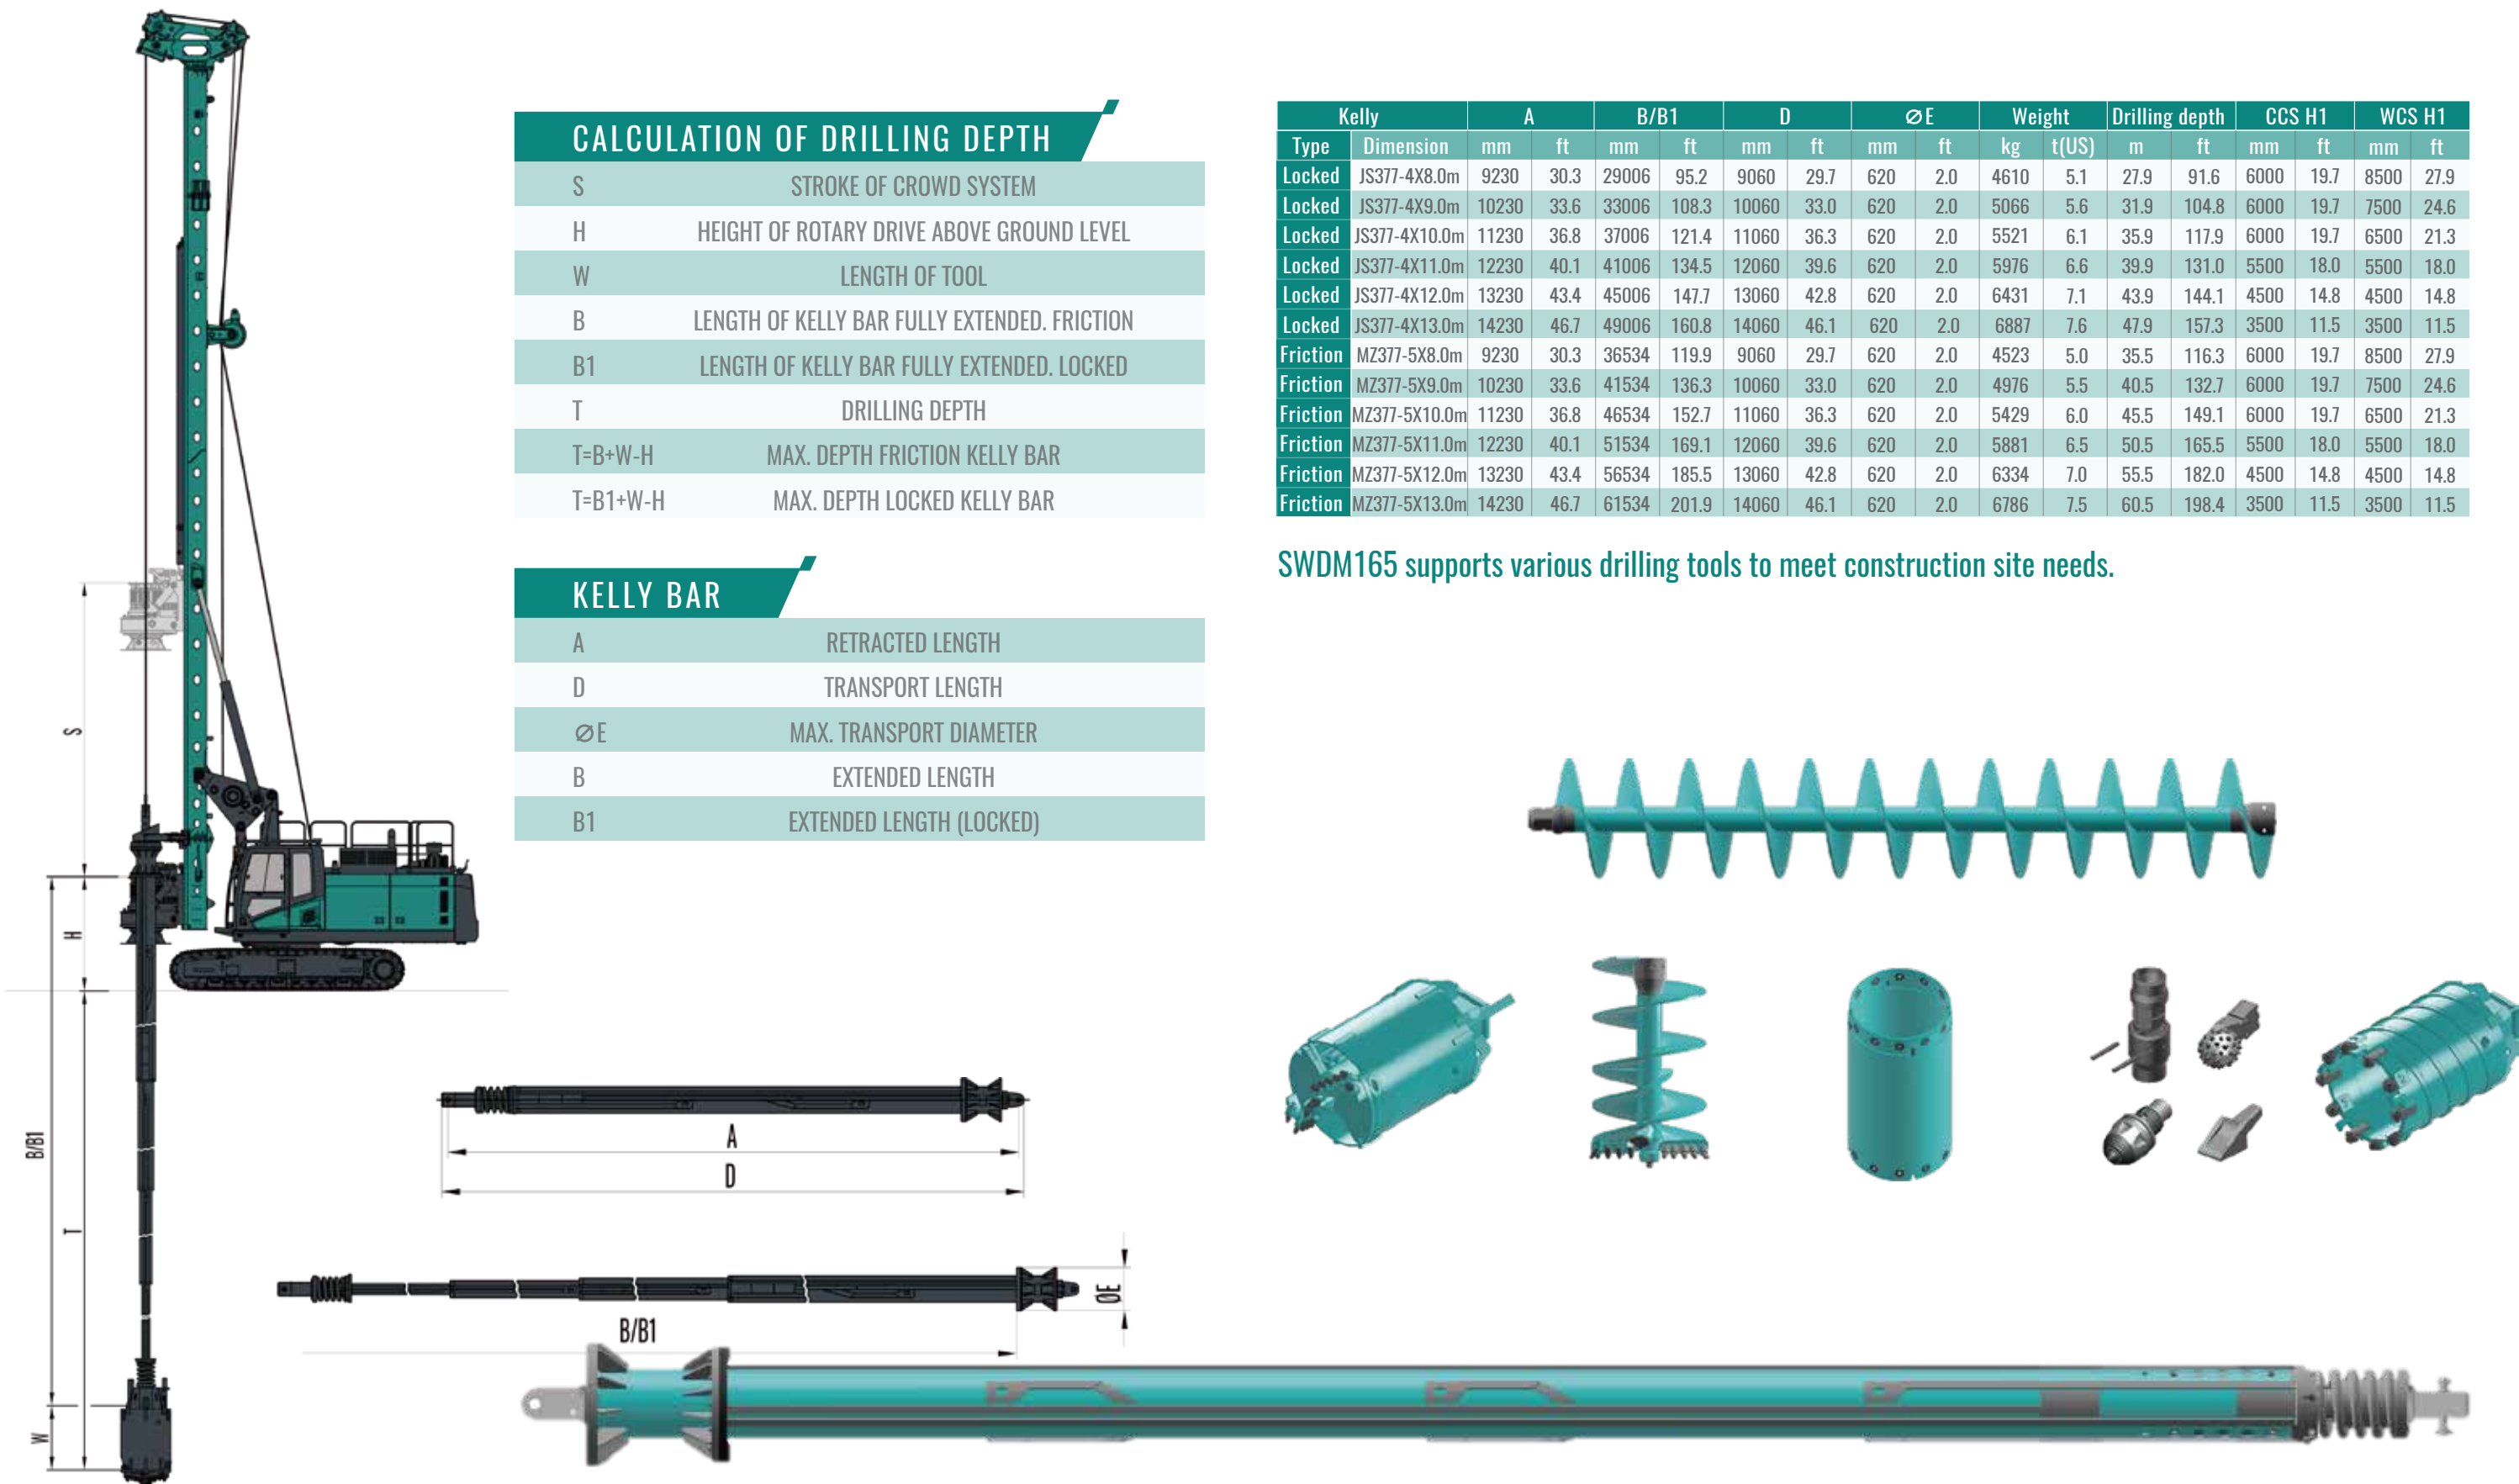 CALCULATION OF DRILLING DEPTH
S STROKE OF CROWD SYSTEM
H HEIGHT OF ROTARY DRIVE ABOVE GROUND LEVEL
W LENGTH OF TOOL
B LENGTH OF KELLY BAR FULLY EXTENDED. FRICTION
B1 LENGTH OF KELLY BAR FULLY EXTENDED. LOCKED
T DRILLING DEPTH
T=B+W-H MAX. DEPTH FRICTION KELLY BAR
T=B1+W-H MAX. DEPTH LOCKED KELLY BAR
KELLY BAR
A RETRACTED LENGTH
D TRANSPORT LENGTH
ØE MAX. TRANSPORT DIAMETER
B EXTENDED LENGTH
B1 EXTENDED LENGTH (LOCKED)
Kelly A B/B1 D ØE Weight Drilling depth CCS H1 WCS H1
Type Dimension mm ft mm ft mm ft mm ft kg t(US) m ft mm ft mm ft
Locked JS377-4X8.0m 9230 30.3 29006 95.2 9060 29.7 620 2.0 4610 5.1 27.9 91.6 6000 19.7 8500 27.9
Locked JS377-4X9.0m 10230 33.6 33006 108.3 10060 33.0 620 2.0 5066 5.6 31.9 104.8 6000 19.7 7500 24.6
Locked JS377-4X10.0m 11230 36.8 37006 121.4 11060 36.3 620 2.0 5521 6.1 35.9 117.9 6000 19.7 6500 21.3
Locked JS377-4X11.0m 12230 40.1 41006 134.5 12060 39.6 620 2.0 5976 6.6 39.9 131.0 5500 18.0 5500 18.0
Locked JS377-4X12.0m 13230 43.4 45006 147.7 13060 42.8 620 2.0 6431 7.1 43.9 144.1 4500 14.8 4500 14.8
Locked JS377-4X13.0m 14230 46.7 49006 160.8 14060 46.1 620 2.0 6887 7.6 47.9 157.3 3500 11.5 3500 11.5
Friction MZ377-5X8.0m 9230 30.3 36534 119.9 9060 29.7 620 2.0 4523 5.0 35.5 116.3 6000 19.7 8500 27.9
Friction MZ377-5X9.0m 10230 33.6 41534 136.3 10060 33.0 620 2.0 4976 5.5 40.5 132.7 6000 19.7 7500 24.6
Friction MZ377-5X10.0m 11230 36.8 46534 152.7 11060 36.3 620 2.0 5429 6.0 45.5 149.1 6000 19.7 6500 21.3
Friction MZ377-5X11.0m 12230 40.1 51534 169.1 12060 39.6 620 2.0 5881 6.5 50.5 165.5 5500 18.0 5500 18.0
Friction MZ377-5X12.0m 13230 43.4 56534 185.5 13060 42.8 620 2.0 6334 7.0 55.5 182.0 4500 14.8 4500 14.8
Friction MZ377-5X13.0m 14230 46.7 61534 201.9 14060 46.1 620 2.0 6786 7.5 60.5 198.4 3500 11.5 3500 11.5
SWDM165 supports various drilling tools to meet construction site needs.
S
H
B/B1
T
W
A
D
ØE
B/B1